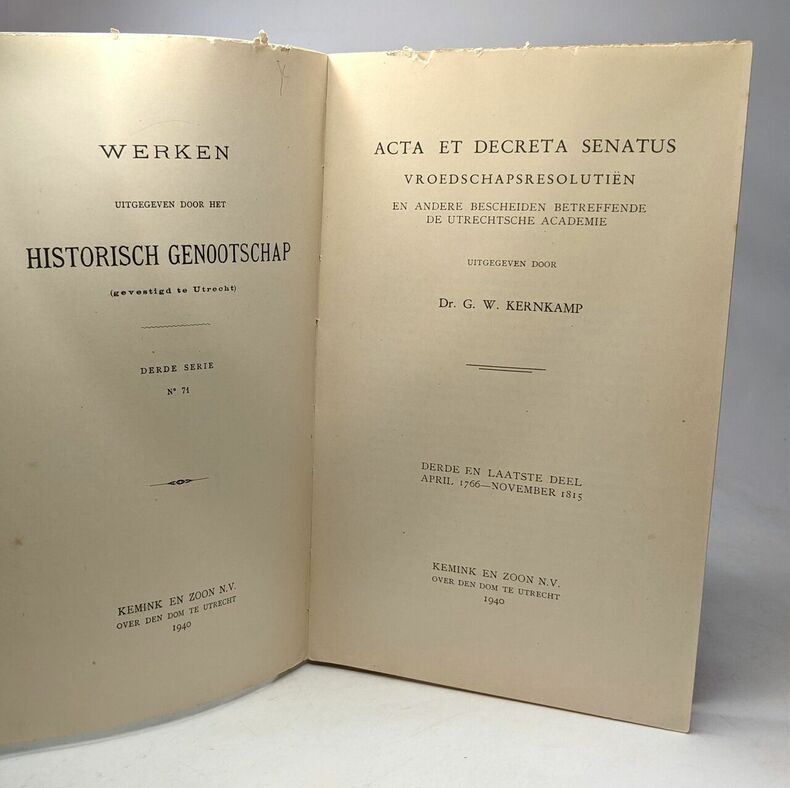 WERKEN
UITGEGEVEN DOOR HET
HISTORISCH GENOOTSCHAP
(gevestigd te Utrecht)
DERDE SERIE
N° 71
KEMINK EN ZOON N.V.
OVER DEN DOM TE UTRECHT
1940
ACTA ET DECRETA SENATUS
VROEDSCHAPSRESOLUTIËN
EN ANDERE BESCHEIDEN BETREFFENDE
DE UTRECHTSCHE ACADEMIE
UITGEGEVEN DOOR
Dr. G. W. KERNKAMP
DERDE EN LAATSTE DEEL
APRIL 1766—NOVEMBER 1815
KEMINK EN ZOON N.V.
OVER DEN DOM TE UTRECHT
1940